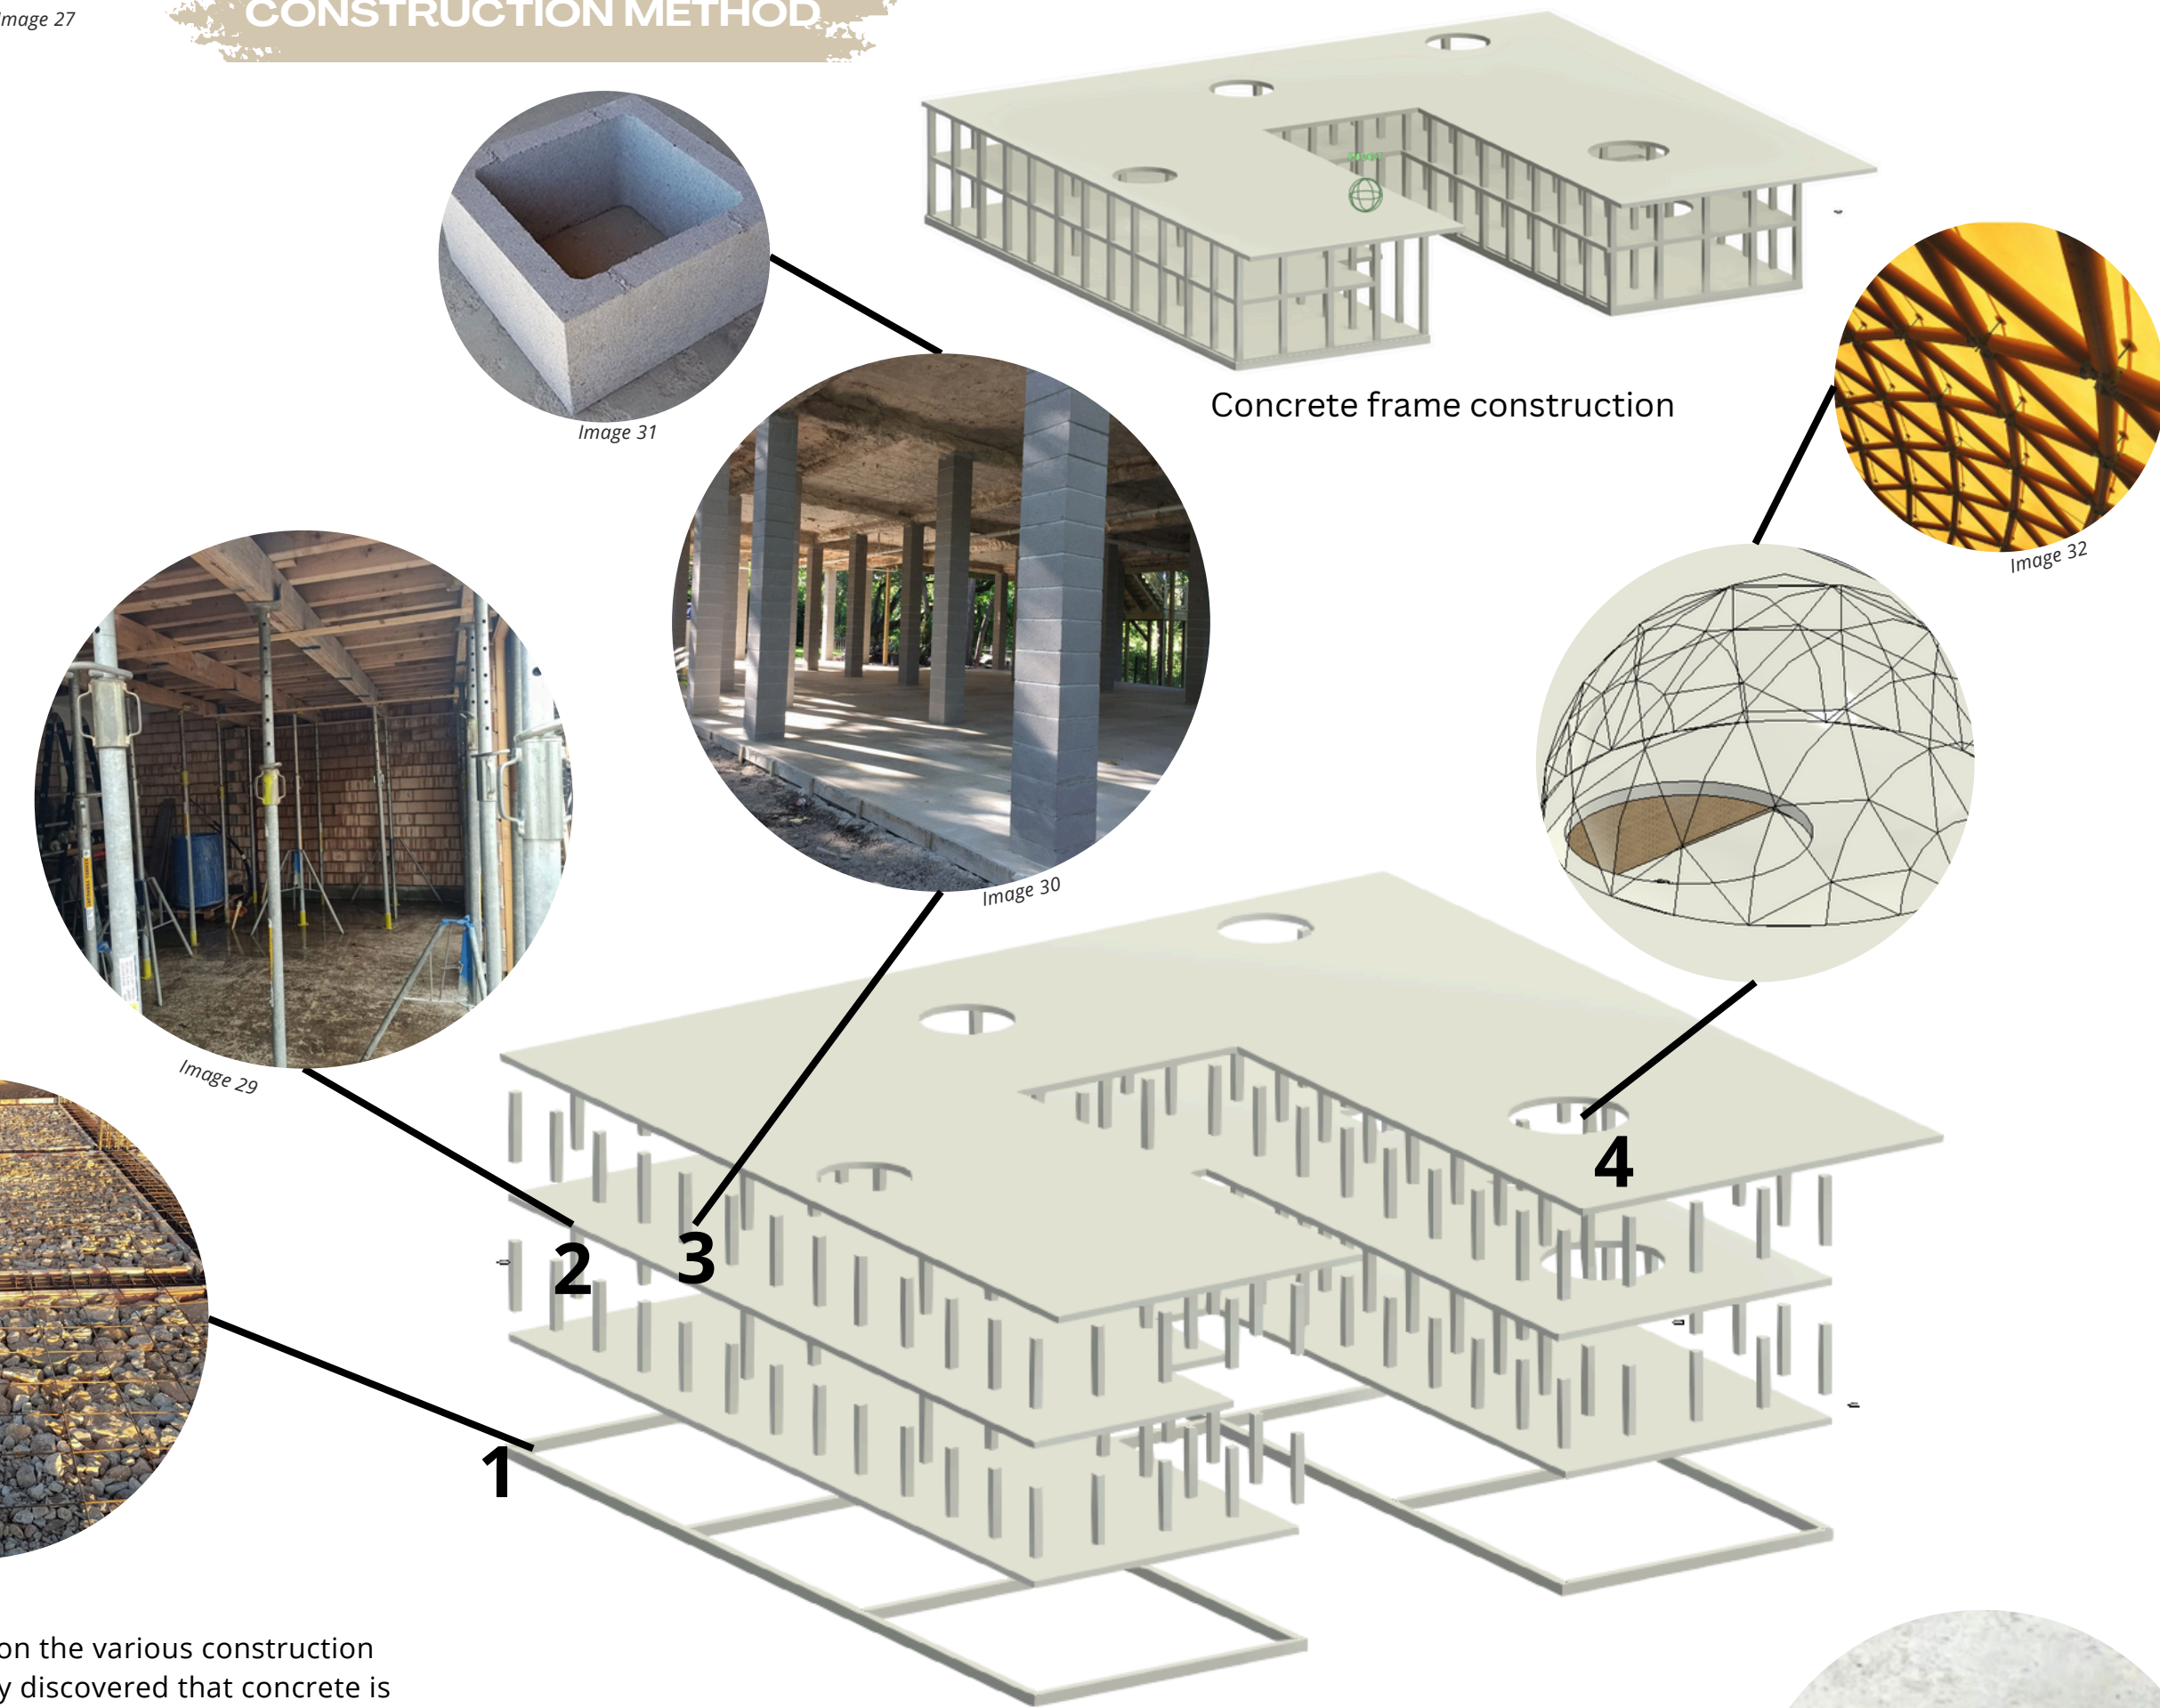 Image 27
CONSTRUCTION METHOD
Image 31
Concrete frame construction
Image 32
Image 30
Image 29
4
2
3
1
on the various construction
y discovered that concrete is